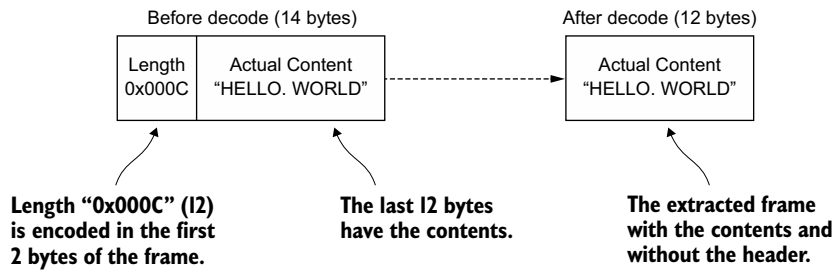 Before decode (14 bytes)
After decode (12 bytes)
Length
0x000C
Actual Content
“HELLO. WORLD”
Actual Content
“HELLO. WORLD”
Length “0x000C” (12)
is encoded in the first
2 bytes of the frame.
The last 12 bytes
have the contents.
The extracted frame
with the contents and
without the header.